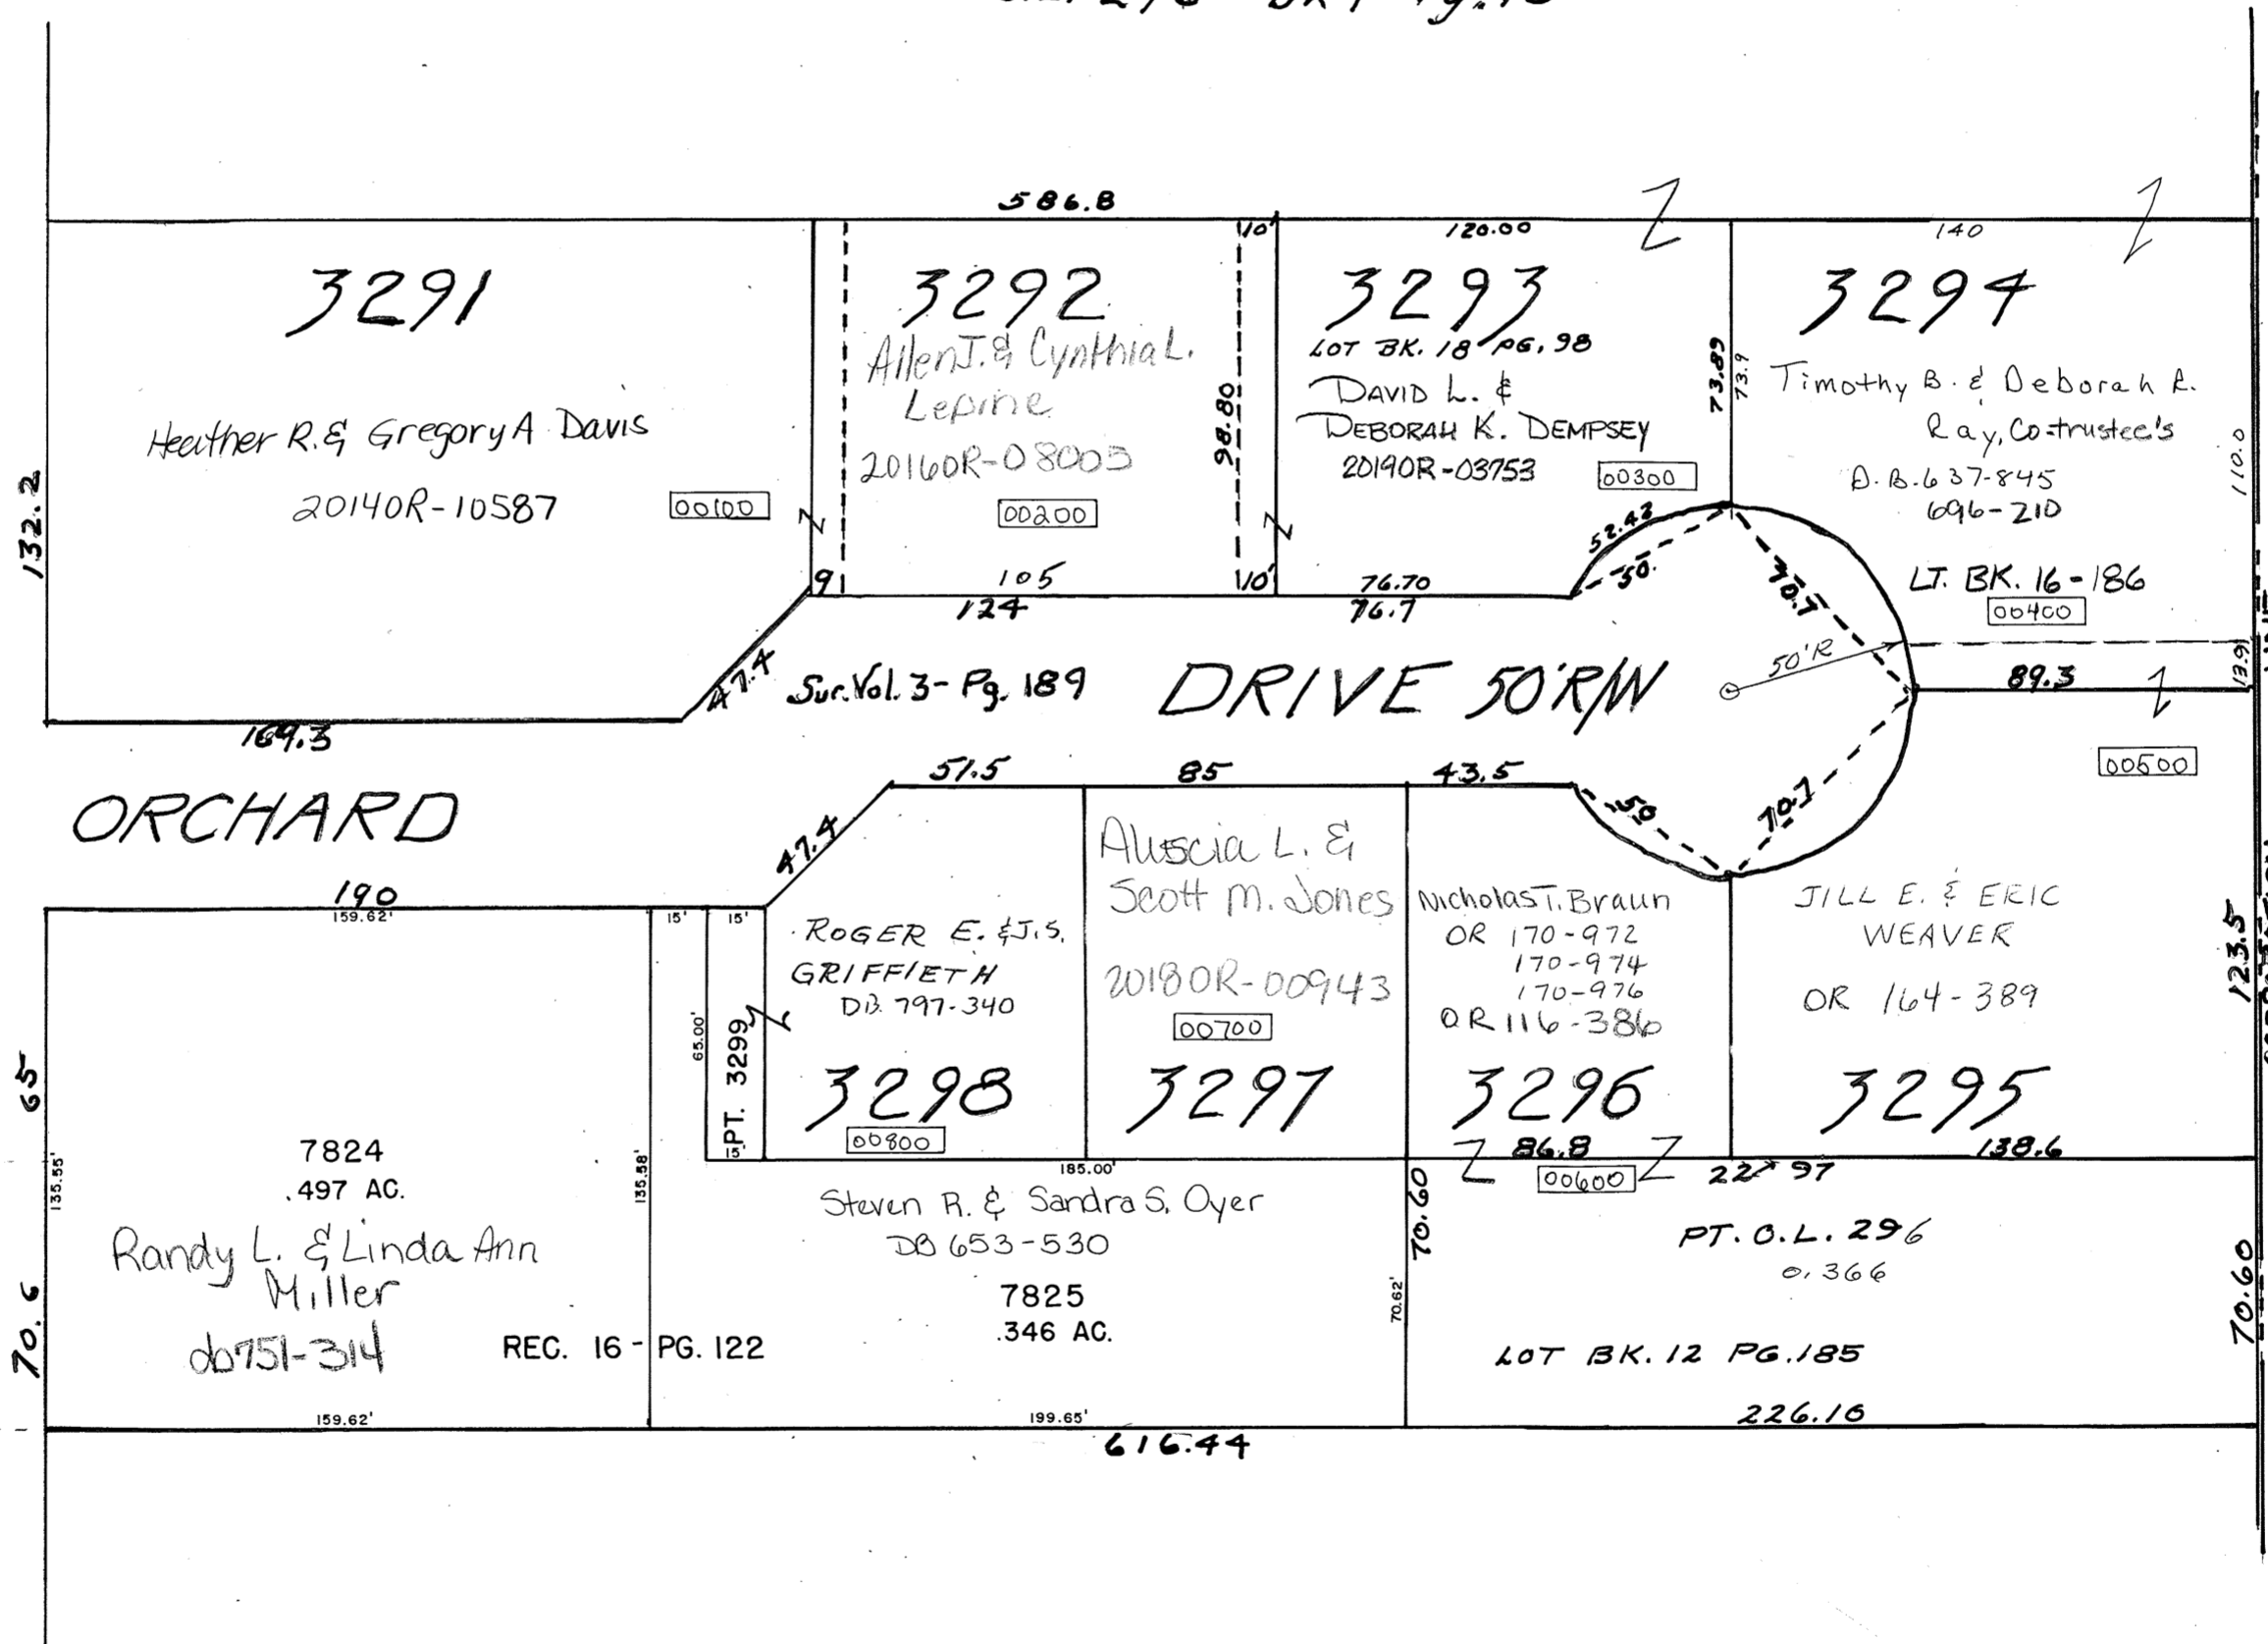 586.8
3291
Heather R. & Gregory A Davis
20140R-10587
00100
132.2
169.3
47.4
3292
Allen J. & Cynthia L.
Lepine
20160R-08005
00200
9'
105
124
10'
98.80
10'
120.00
3293
LOT BK. 18 PG. 98
DAVID L. &
DEBORAH K. DEMPSEY
20190R-03753
00300
76.70
76.7
52.42
50.
73.89
73.9
140
3294
Timothy B. & Deborah R.
Ray, Co-trustee's
D.B. 637-845
696-210
LT. BK. 16-186
00400
110.0
13.91
70.7
50'R
89.3
Sur. Vol. 3- Pg. 189
ORCHARD DRIVE 50'R/W
00500
51.5
85
43.5
50
70.7
47.4
190
159.62'
15'
15'
65.00'
PT. 3299
15'
ROGER E. & J.S.
GRIFFIETH
DB. 797-340
3298
00800
Aluscia L. &
Scott M. Jones
20180R-00943
00700
3297
Nicholas T. Braun
OR 170-972
170-974
170-976
OR 116-386
3296
86.8
00600
JILL E. & ERIC
WEAVER
OR 164-389
3295
138.6
123.5
65
135.55'
70.6
7824
.497 AC.
Randy L. & Linda Ann
Miller
db751-314
135.58'
REC. 16 - PG. 122
159.62'
185.00'
Steven R. & Sandra S. Oyer
DB 653-530
7825
.346 AC.
199.65'
70.60
70.62'
PT. O.L. 296
0.366
LOT BK. 12 PG. 185
226.10
70.60
616.44